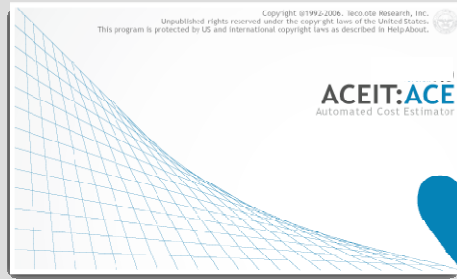 Copyright ©1992-2006. Tecolote Research, Inc.
Unpublished rights reserved under the copyright laws of the United States.
This program is protected by US and international copyright laws as described in Help About.
ACEIT:ACE
Automated Cost Estimator